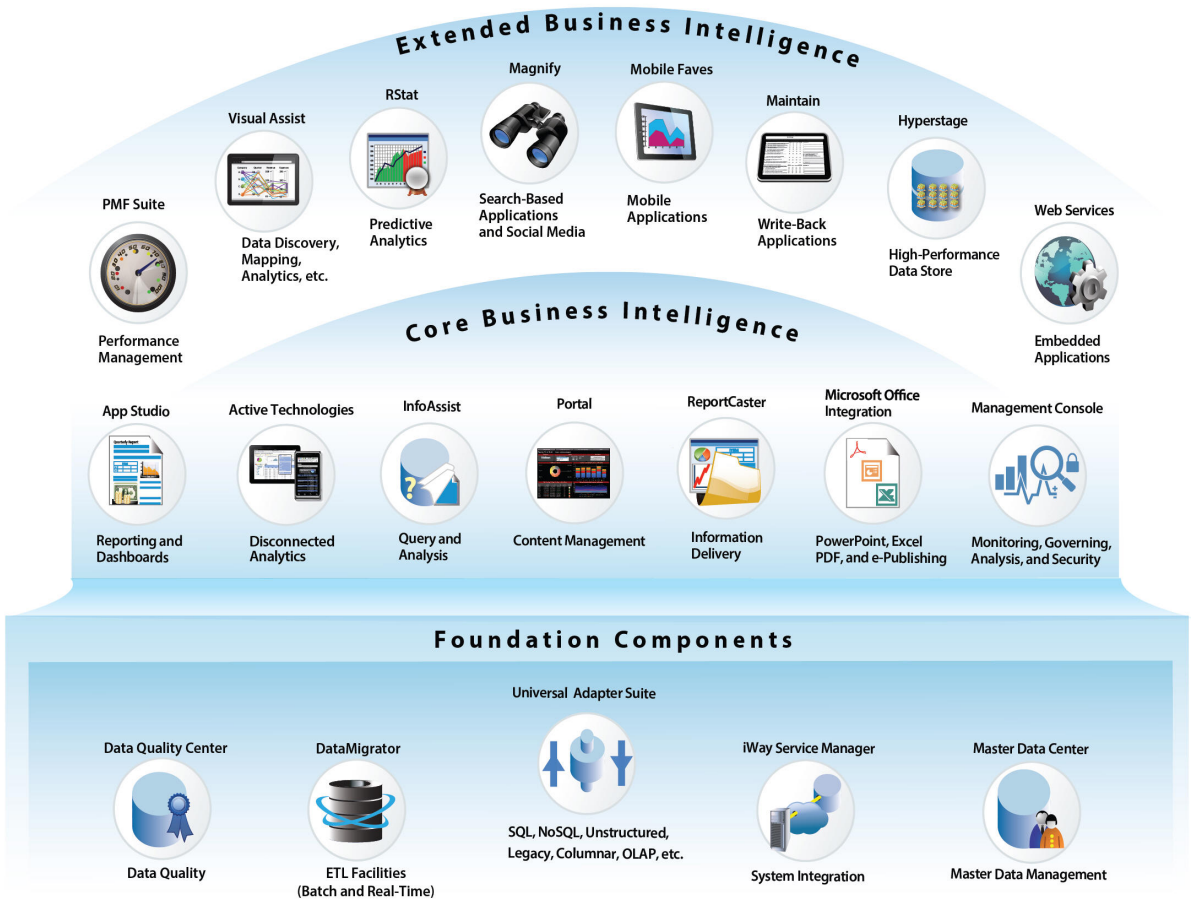 Extended Business Intelligence
PMF Suite
Performance
Management
Visual Assist
Data Discovery,
Mapping,
Analytics, etc.
RStat
Predictive
Analytics
Magnify
Search-Based
Applications
and Social Media
Mobile Faves
Mobile
Applications
Maintain
Write-Back
Applications
Hyperstage
High-Performance
Data Store
Web Services
Embedded
Applications
Core Business Intelligence
App Studio
Quarterly Report
Reporting and
Dashboards
Active Technologies
Disconnected
Analytics
InfoAssist
?
Query and
Analysis
Portal
Content Management
ReportCaster
Information
Delivery
Microsoft Office
Integration
PowerPoint, Excel
PDF, and e-Publishing
Management Console
Monitoring, Governing,
Analysis, and Security
Foundation Components
Data Quality Center
Data Quality
DataMigrator
ETL Facilities
(Batch and Real-Time)
Universal Adapter Suite
SQL, NoSQL, Unstructured,
Legacy, Columnar, OLAP, etc.
iWay Service Manager
System Integration
Master Data Center
Master Data Management